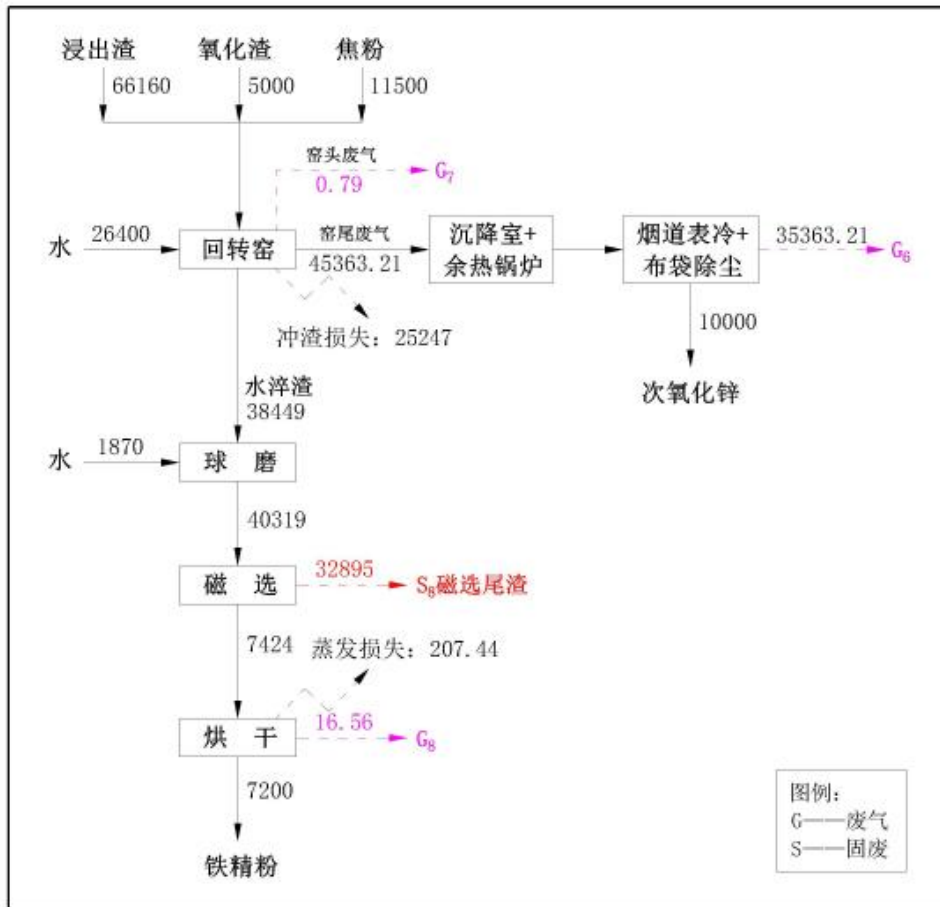 浸出渣 氧化渣 焦粉
66160 5000 11500
窑头废气
0.79 G₇
水 26400 回转窑 窑尾废气 45363.21 沉降室+ 余热锅炉 烟道表冷+ 布袋除尘 35363.21 G₆
冲渣损失：25247
10000
次氧化锌
水淬渣
38449
水 1870 球 磨
40319
磁 选 32895 S₈磁选尾渣
7424 蒸发损失：207.44
烘 干 16.56 G₈
7200
铁精粉
图例：
G——废气
S——固废